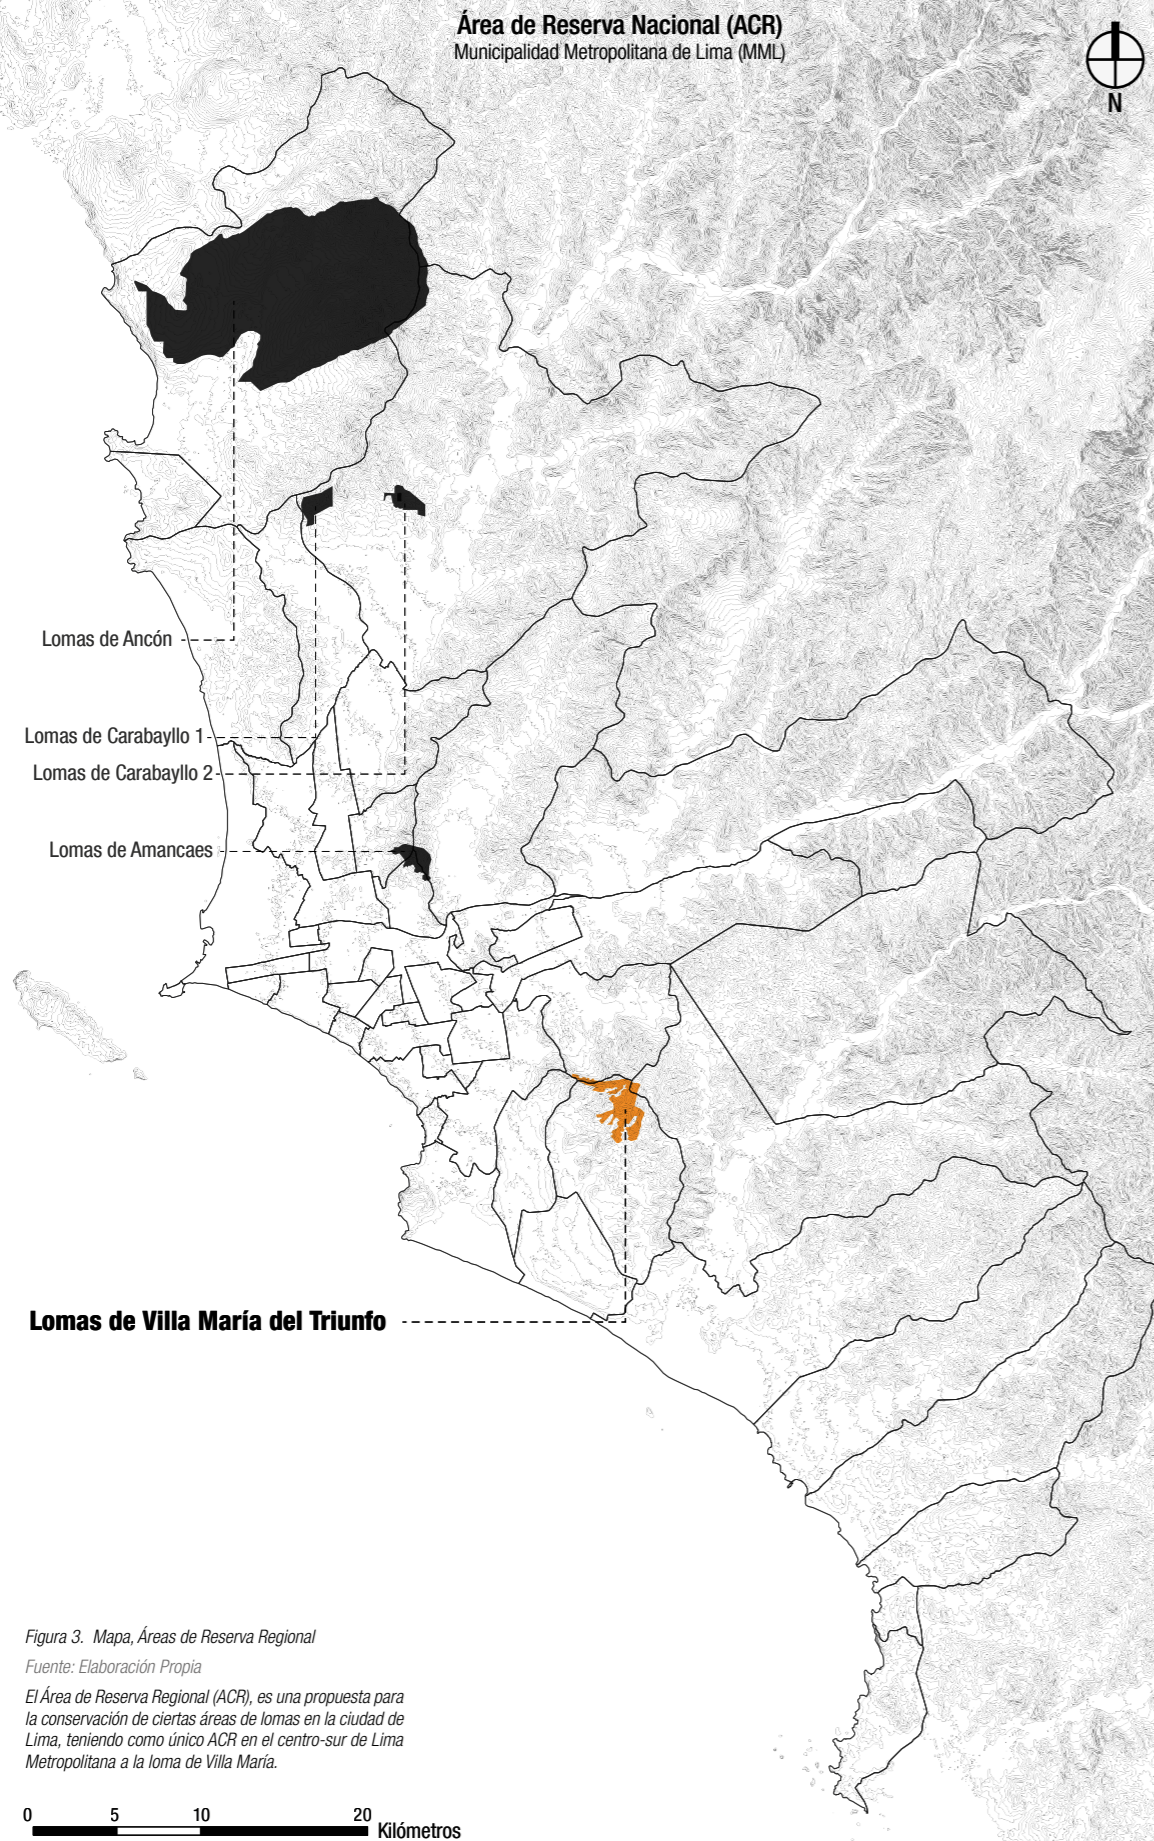 Área de Reserva Nacional (ACR)
Municipalidad Metropolitana de Lima (MML)
N
Lomas de Ancón
Lomas de Carabayllo 1
Lomas de Carabayllo 2
Lomas de Amancaes
Lomas de Villa María del Triunfo
Figura 3. Mapa, Áreas de Reserva Regional
Fuente: Elaboración Propia
El Área de Reserva Regional (ACR), es una propuesta para
la conservación de ciertas áreas de lomas en la ciudad de
Lima, teniendo como único ACR en el centro-sur de Lima
Metropolitana a la loma de Villa María.
0 5 10 20
Kilómetros